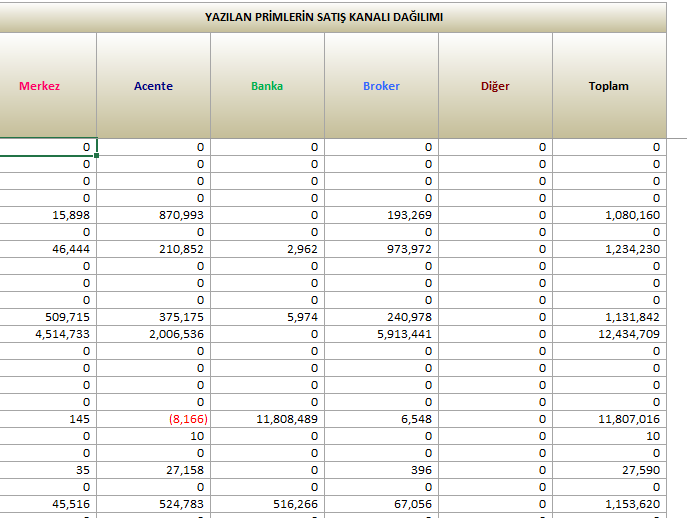 YAZILAN PRİMLERİN SATIŞ KANALI DAĞILIMI
Merkez Acente Banka Broker Diğer Toplam
0 0 0 0 0 0
0 0 0 0 0 0
0 0 0 0 0 0
0 0 0 0 0 0
15,898 870,993 0 193,269 0 1,080,160
0 0 0 0 0 0
46,444 210,852 2,962 973,972 0 1,234,230
0 0 0 0 0 0
0 0 0 0 0 0
0 0 0 0 0 0
509,715 375,175 5,974 240,978 0 1,131,842
4,514,733 2,006,536 0 5,913,441 0 12,434,709
0 0 0 0 0 0
0 0 0 0 0 0
0 0 0 0 0 0
0 0 0 0 0 0
145 (8,166) 11,808,489 6,548 0 11,807,016
0 10 0 0 0 10
0 0 0 0 0 0
35 27,158 0 396 0 27,590
0 0 0 0 0 0
45,516 524,783 516,266 67,056 0 1,153,620